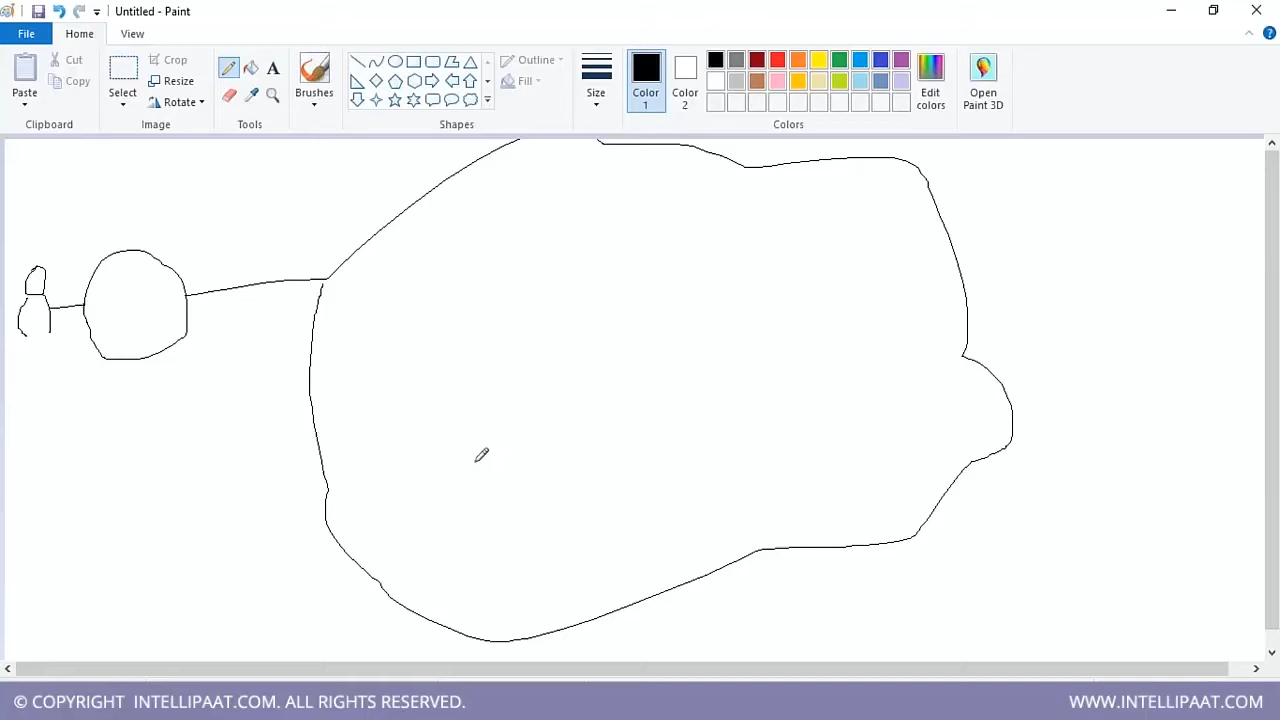 Untitled - Paint
File Home View
Paste
Cut
Copy
Clipboard
Select
Crop
Resize
Rotate
Image
Tools
Brushes
Shapes
Outline
Fill
Size
Color 1
Color 2
Edit colors
Colors
Open Paint 3D
© COPYRIGHT INTELLIPAAT.COM. ALL RIGHTS RESERVED.
WWW.INTELLIPAAT.COM